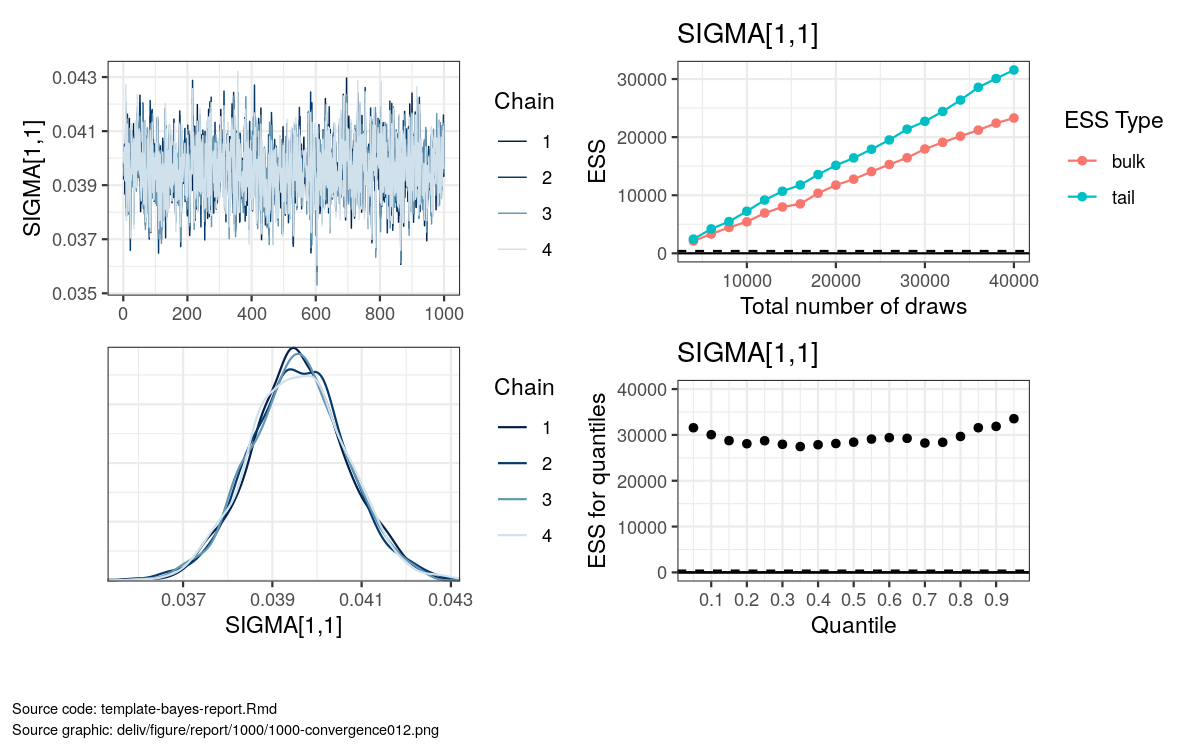 SIGMA[1,1]
0.043
0.041
0.039
0.037
0.035
0 200 400 600 800 1000
SIGMA[1,1]
Chain
1
2
3
4
SIGMA[1,1]
30000
20000
10000
0
ESS
10000 20000 30000 40000
Total number of draws
ESS Type
bulk
tail
0.037 0.039 0.041 0.043
SIGMA[1,1]
Chain
1
2
3
4
SIGMA[1,1]
40000
30000
20000
10000
0
ESS for quantiles
0.1 0.2 0.3 0.4 0.5 0.6 0.7 0.8 0.9
Quantile
Source code: template-bayes-report.Rmd
Source graphic: deliv/figure/report/1000/1000-convergence012.png